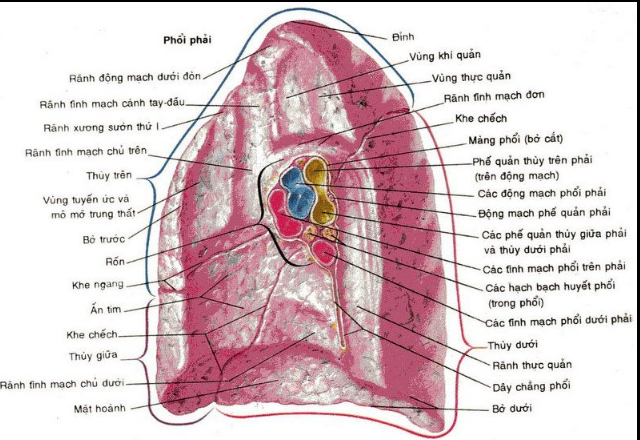 Phổi phải
Rãnh động mạch dưới đòn
Rãnh tĩnh mạch cánh tay-đầu
Rãnh xương sườn thứ I
Rãnh tĩnh mạch chủ trên
Thùy trên
Vùng tuyến ức và
mô mỡ trung thất
Bờ trước
Rốn
Khe ngang
Ấn tim
Khe chếch
Thùy giữa
Rãnh tĩnh mạch chủ dưới
Mặt hoành
Đỉnh
Vùng khí quản
Vùng thực quản
Rãnh tĩnh mạch đơn
Khe chếch
Màng phổi (bờ cắt)
Phế quản thùy trên phải
(trên động mạch)
Các động mạch phổi phải
Động mạch phế quản phải
Các phế quản thùy giữa phải
và thùy dưới phải
Các tĩnh mạch phổi trên phải
Các hạch bạch huyết phổi
(trong phổi)
Các tĩnh mạch phổi dưới phải
Thùy dưới
Rãnh thực quản
Dây chằng phổi
Bờ dưới